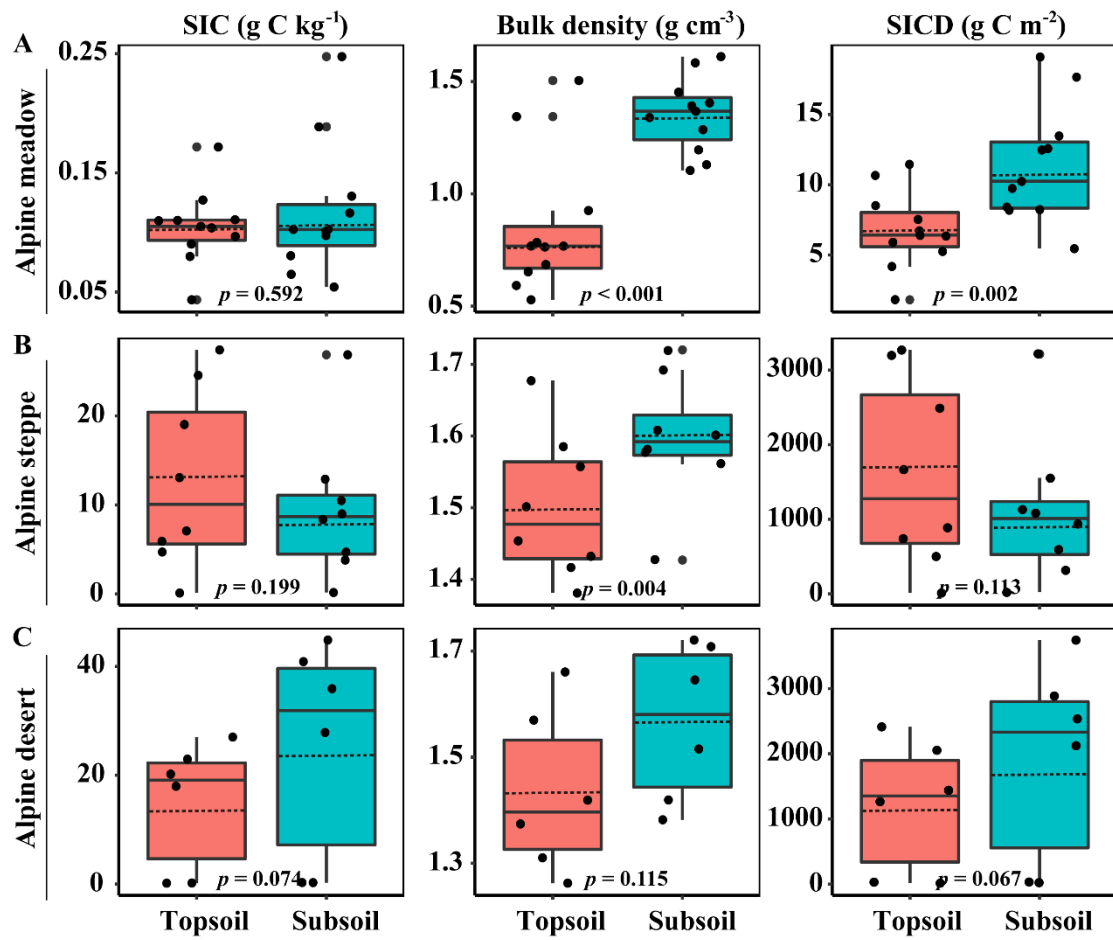 SIC (g C kg⁻¹) Bulk density (g cm⁻³) SICD (g C m⁻²)
A
Alpine meadow
0.25
0.15
0.05
p = 0.592
1.5
1.0
0.5
p < 0.001
15
10
5
p = 0.002
B
Alpine steppe
20
10
0
p = 0.199
1.7
1.6
1.5
1.4
p = 0.004
3000
2000
1000
0
p = 0.113
C
Alpine desert
40
20
0
p = 0.074
1.7
1.5
1.3
p = 0.115
3000
2000
1000
0
p = 0.067
Topsoil Subsoil Topsoil Subsoil Topsoil Subsoil